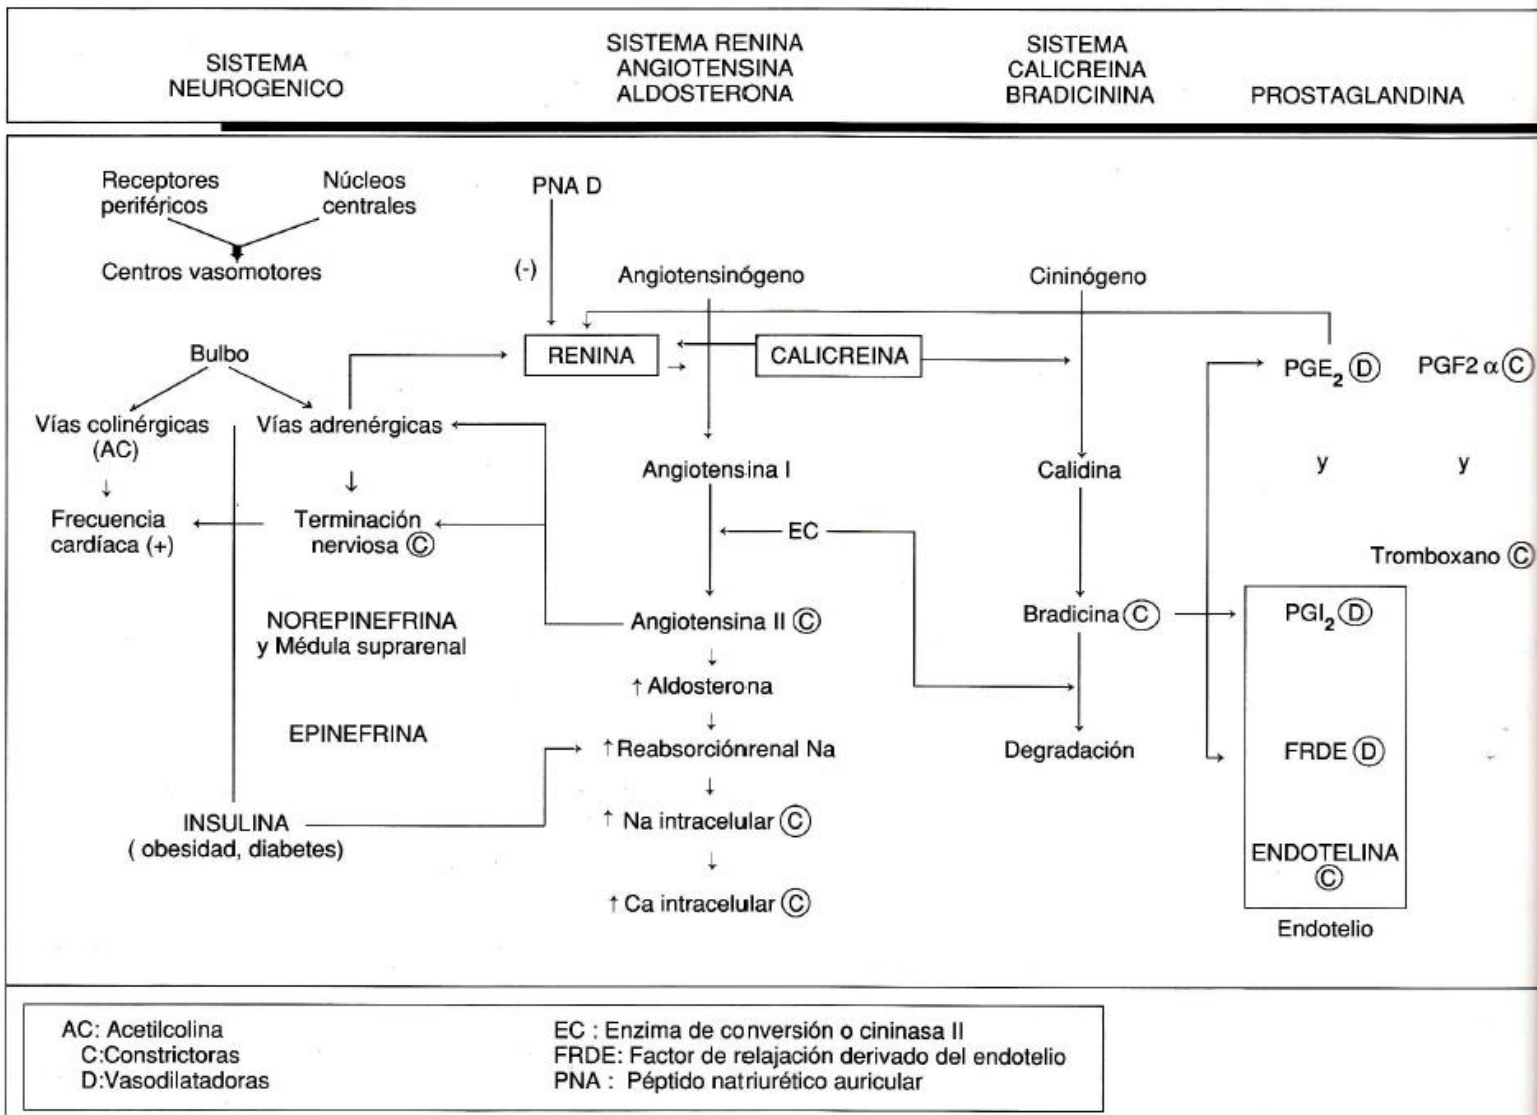 SISTEMA
NEUROGENICO
SISTEMA RENINA
ANGIOTENSINA
ALDOSTERONA
SISTEMA
CALICREINA
BRADICININA
PROSTAGLANDINA
Receptores
periféricos
Núcleos
centrales
Centros vasomotores
PNA D
(-)
Angiotensinógeno
Cininógeno
Bulbo
RENINA
CALICREINA
PGE2 D
PGF2 α C
Vías colinérgicas
(AC)
Vías adrenérgicas
Angiotensina I
Calidina
y
y
Frecuencia
cardíaca (+)
Terminación
nerviosa C
EC
Tromboxano C
NOREPINEFRINA
y Médula suprarenal
Angiotensina II C
Bradicina C
PGI2 D
↑ Aldosterona
EPINEFRINA
↑ Reabsorciónrenal Na
Degradación
FRDE D
INSULINA
( obesidad, diabetes)
↑ Na intracelular C
ENDOTELINA
C
↑ Ca intracelular C
Endotelio
AC: Acetilcolina
C:Constrictoras
D:Vasodilatadoras
EC : Enzima de conversión o cininasa II
FRDE: Factor de relajación derivado del endotelio
PNA : Péptido natriurético auricular